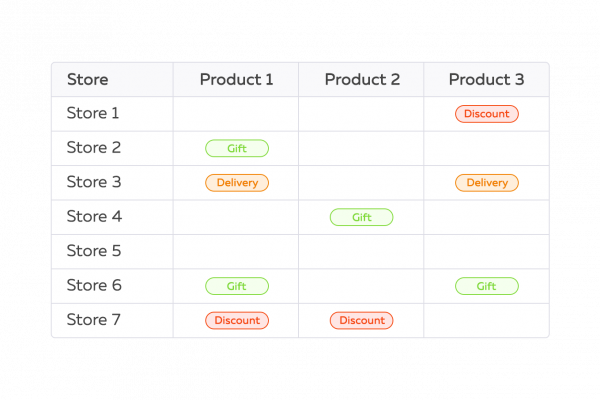 Store Product 1 Product 2 Product 3
Store 1 Discount
Store 2 Gift
Store 3 Delivery Delivery
Store 4 Gift
Store 5
Store 6 Gift Gift
Store 7 Discount Discount